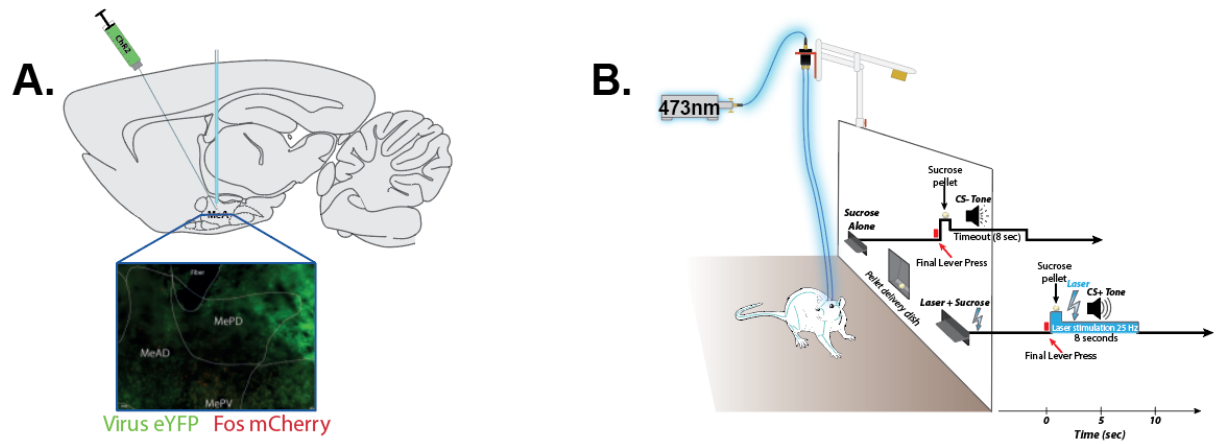 A.
ChR2
MeA
Fiber
MePD
MeAD
MePV
Virus eYFP Fos mCherry
B.
473nm
Sucrose
pellet
CS- Tone
Sucrose
Alone
Timeout (8 sec)
Final Lever Press
Pellet delivery dish
Sucrose
pellet
Laser
CS+ Tone
Laser + Sucrose
Laser stimulation 25 Hz
8 seconds
Final Lever Press
0 5 10
Time (sec)